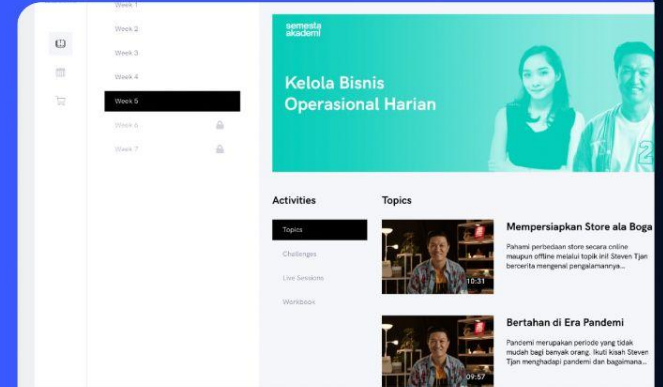 Week 1
Week 2
Week 3
Week 4
Week 5
Week 6
Week 7
semesta
akademi
Kelola Bisnis
Operasional Harian
2
Activities
Topics
Challenges
Live Sessions
Workbook
Topics
10:31
Mempersiapkan Store ala Boga
Pahami perbedaan store secara online
maupun offline melalui topik ini! Steven Tjan
bercerita mengenai pengalamannya...
09:57
Bertahan di Era Pandemi
Pandemi merupakan periode yang tidak
mudah bagi banyak orang. Ikuti kisah Steven
Tjan menghadapi pandemi dan bagaimana...